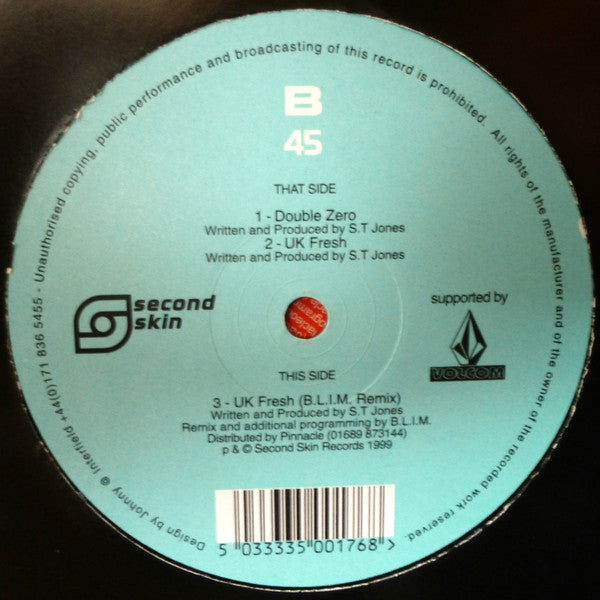 Design by Johnny @ Interfield +44(0)171 836 5455 - Unauthorised copying, public performance and broadcasting of this record is prohibited. All rights of the manufacturer and of the owner of the recorded work reserved.
B
45
THAT SIDE
1 - Double Zero
Written and Produced by S.T Jones
2 - UK Fresh
Written and Produced by S.T Jones
second
skin
supported by
VOLCOM
THIS SIDE
3 - UK Fresh (B.L.I.M. Remix)
Written and Produced by S.T Jones
Remix and additional programming by B.L.I.M.
Distributed by Pinnacle (01689 873144)
p & © Second Skin Records 1999
5 033335 001768 >